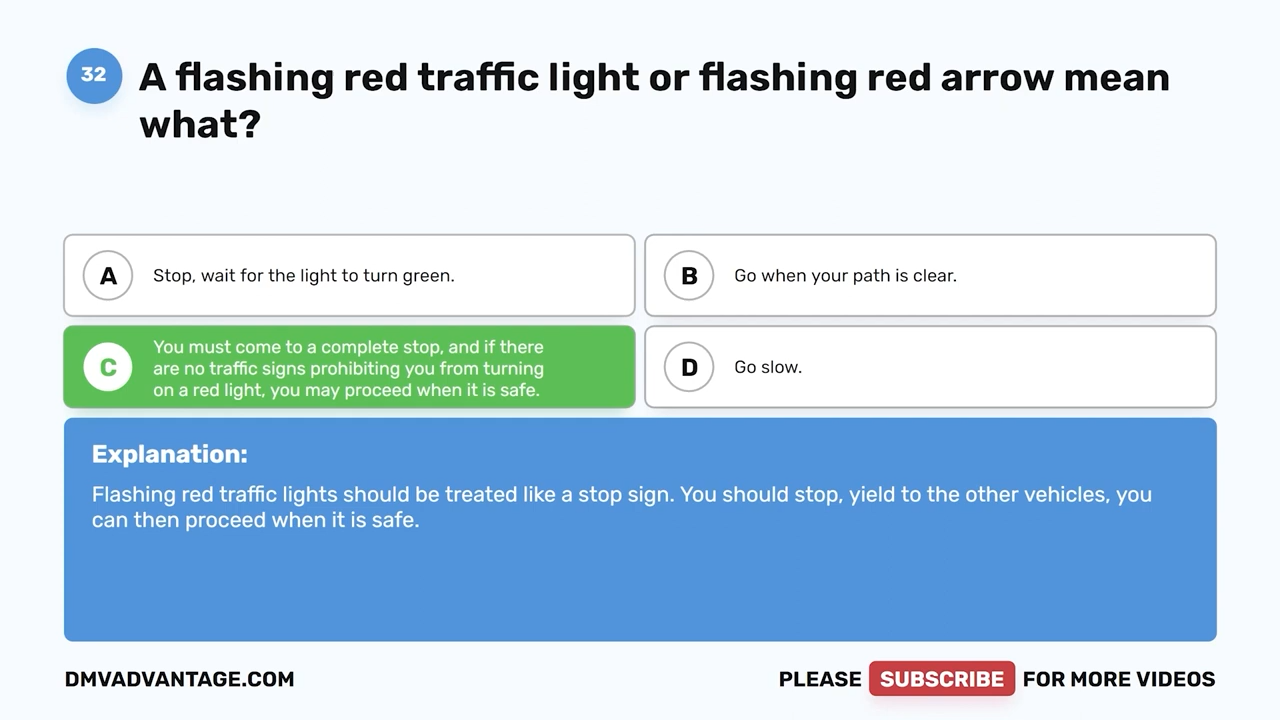 32
A flashing red traffic light or flashing red arrow mean
what?
A
Stop, wait for the light to turn green.
B
Go when your path is clear.
C
You must come to a complete stop, and if there
are no traffic signs prohibiting you from turning
on a red light, you may proceed when it is safe.
D
Go slow.
Explanation:
Flashing red traffic lights should be treated like a stop sign. You should stop, yield to the other vehicles, you
can then proceed when it is safe.
DMVADVANTAGE.COM
PLEASE SUBSCRIBE FOR MORE VIDEOS